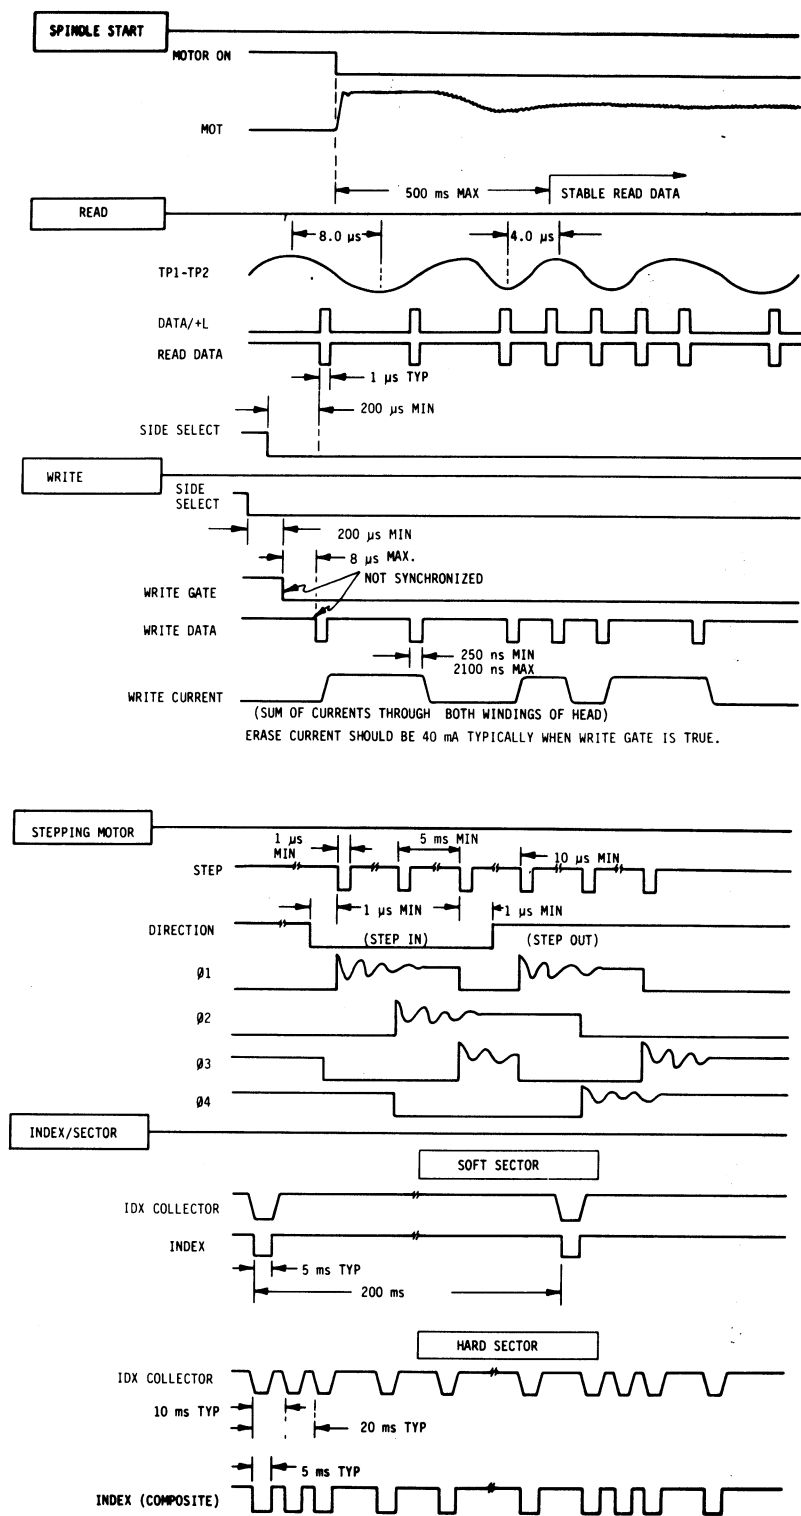 SPINDLE START
MOTOR ON
MOT
500 ms MAX
STABLE READ DATA
READ
8.0 µs
4.0 µs
TP1-TP2
DATA/+L
READ DATA
1 µs TYP
200 µs MIN
SIDE SELECT
WRITE
SIDE
SELECT
200 µs MIN
8 µs MAX.
NOT SYNCHRONIZED
WRITE GATE
WRITE DATA
250 ns MIN
2100 ns MAX
WRITE CURRENT
(SUM OF CURRENTS THROUGH BOTH WINDINGS OF HEAD)
ERASE CURRENT SHOULD BE 40 mA TYPICALLY WHEN WRITE GATE IS TRUE.
STEPPING MOTOR
1 µs
MIN
5 ms MIN
10 µs MIN
STEP
1 µs MIN
1 µs MIN
DIRECTION
(STEP IN)
(STEP OUT)
Ø1
Ø2
Ø3
Ø4
INDEX/SECTOR
SOFT SECTOR
IDX COLLECTOR
INDEX
5 ms TYP
200 ms
HARD SECTOR
IDX COLLECTOR
10 ms TYP
20 ms TYP
5 ms TYP
INDEX (COMPOSITE)